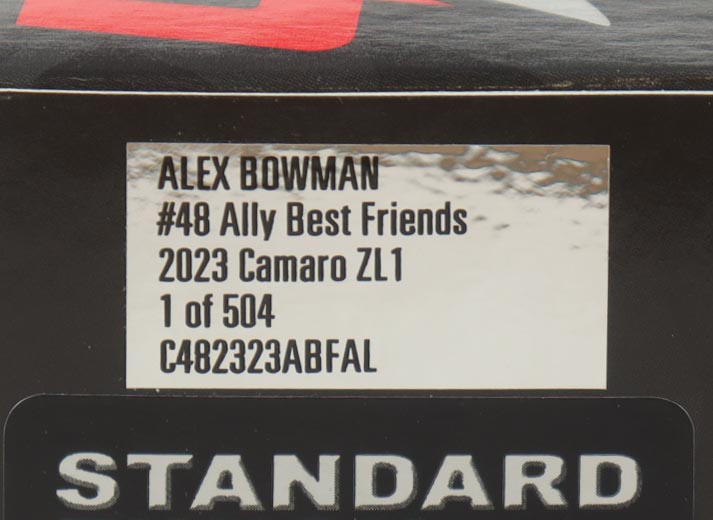 ALEX BOWMAN
#48 Ally Best Friends
2023 Camaro ZL1
1 of 504
C482323ABFAL
STANDARD